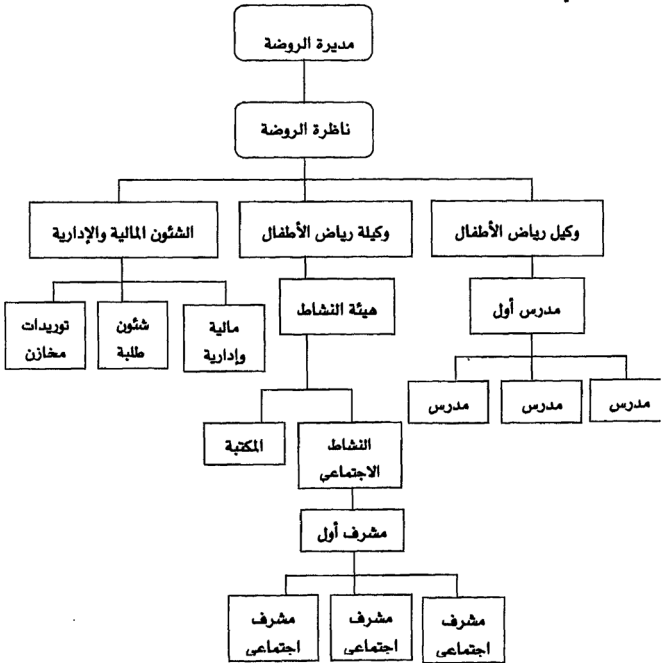 مديرة الروضة
ناظرة الروضة
وكيل رياض الأطفال
وكيلة رياض الأطفال
الشئون المالية والإدارية
مدرس أول
هيئة النشاط
مالية
وإدارية
شئون
طلبة
توريدات
مخازن
مدرس
مدرس
مدرس
النشاط
الاجتماعى
المكتبة
مشرف أول
مشرف
اجتماعى
مشرف
اجتماعى
مشرف
اجتماعى